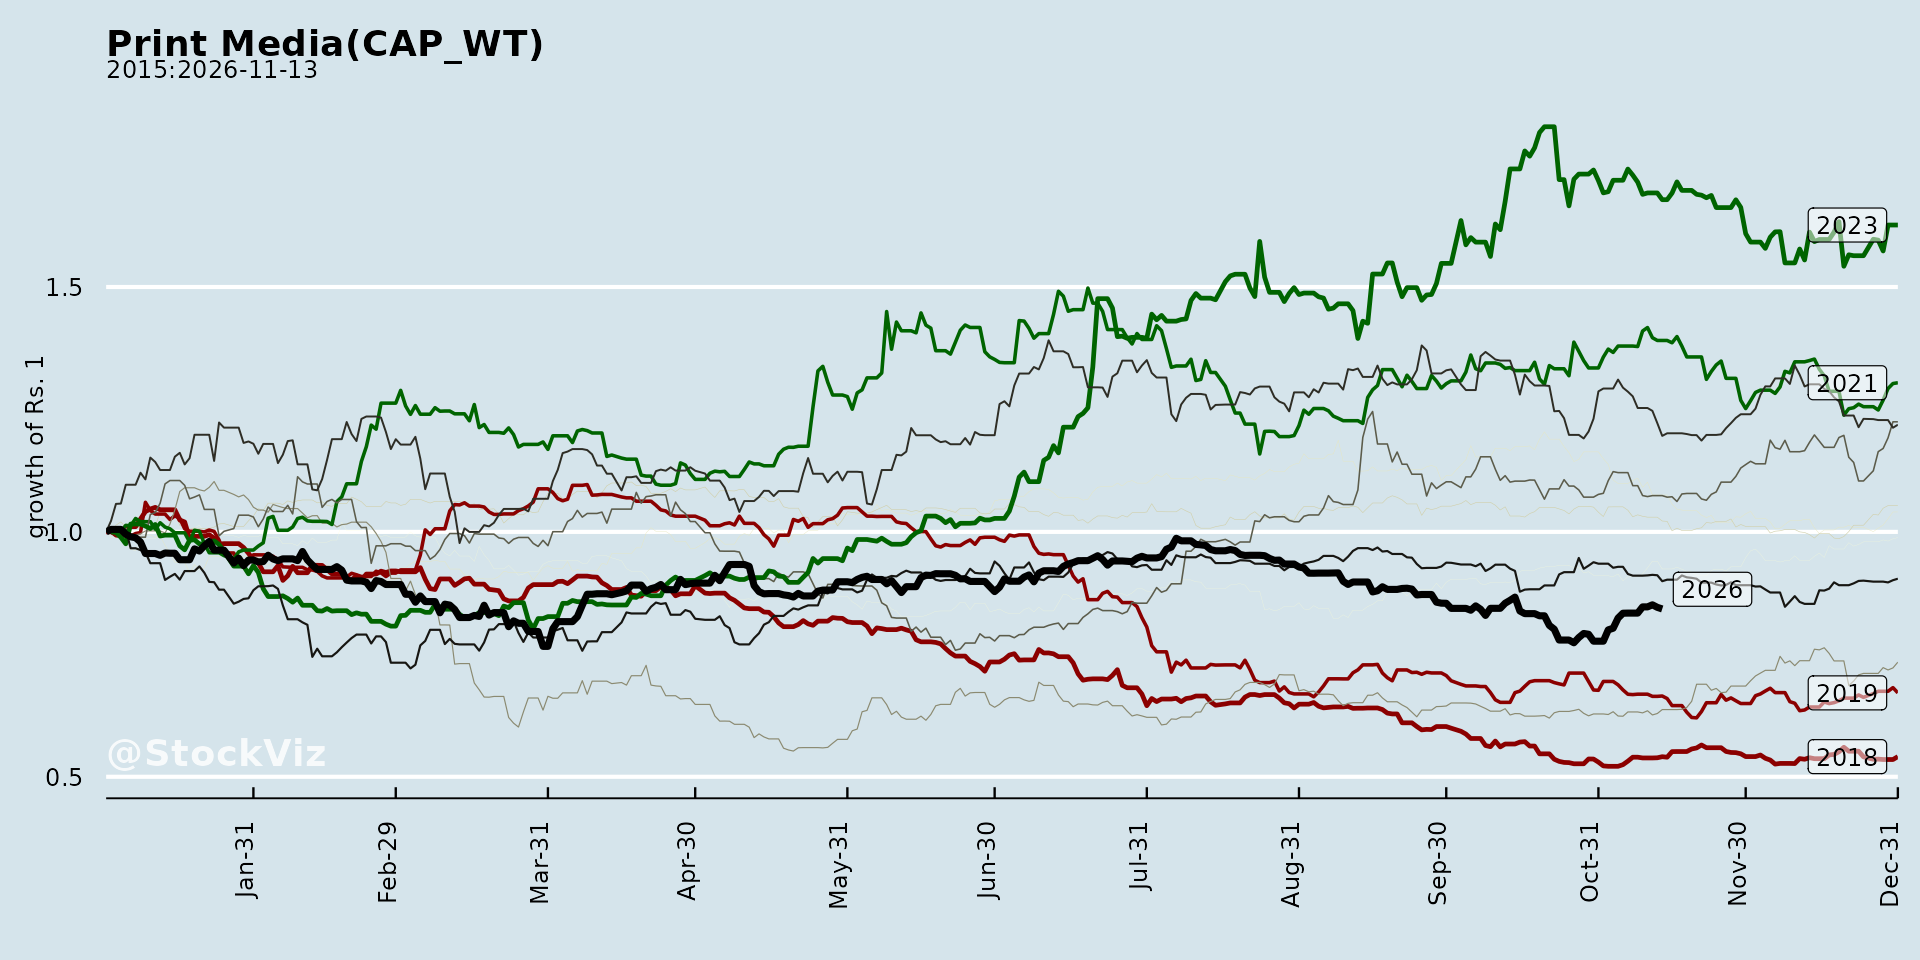 Print Media(CAP_WT)
2015:2026-11-13
growth of Rs. 1
1.5
1.0
0.5
2023
2021
2026
2019
2018
@StockViz
Jan-31
Feb-29
Mar-31
Apr-30
May-31
Jun-30
Jul-31
Aug-31
Sep-30
Oct-31
Nov-30
Dec-31